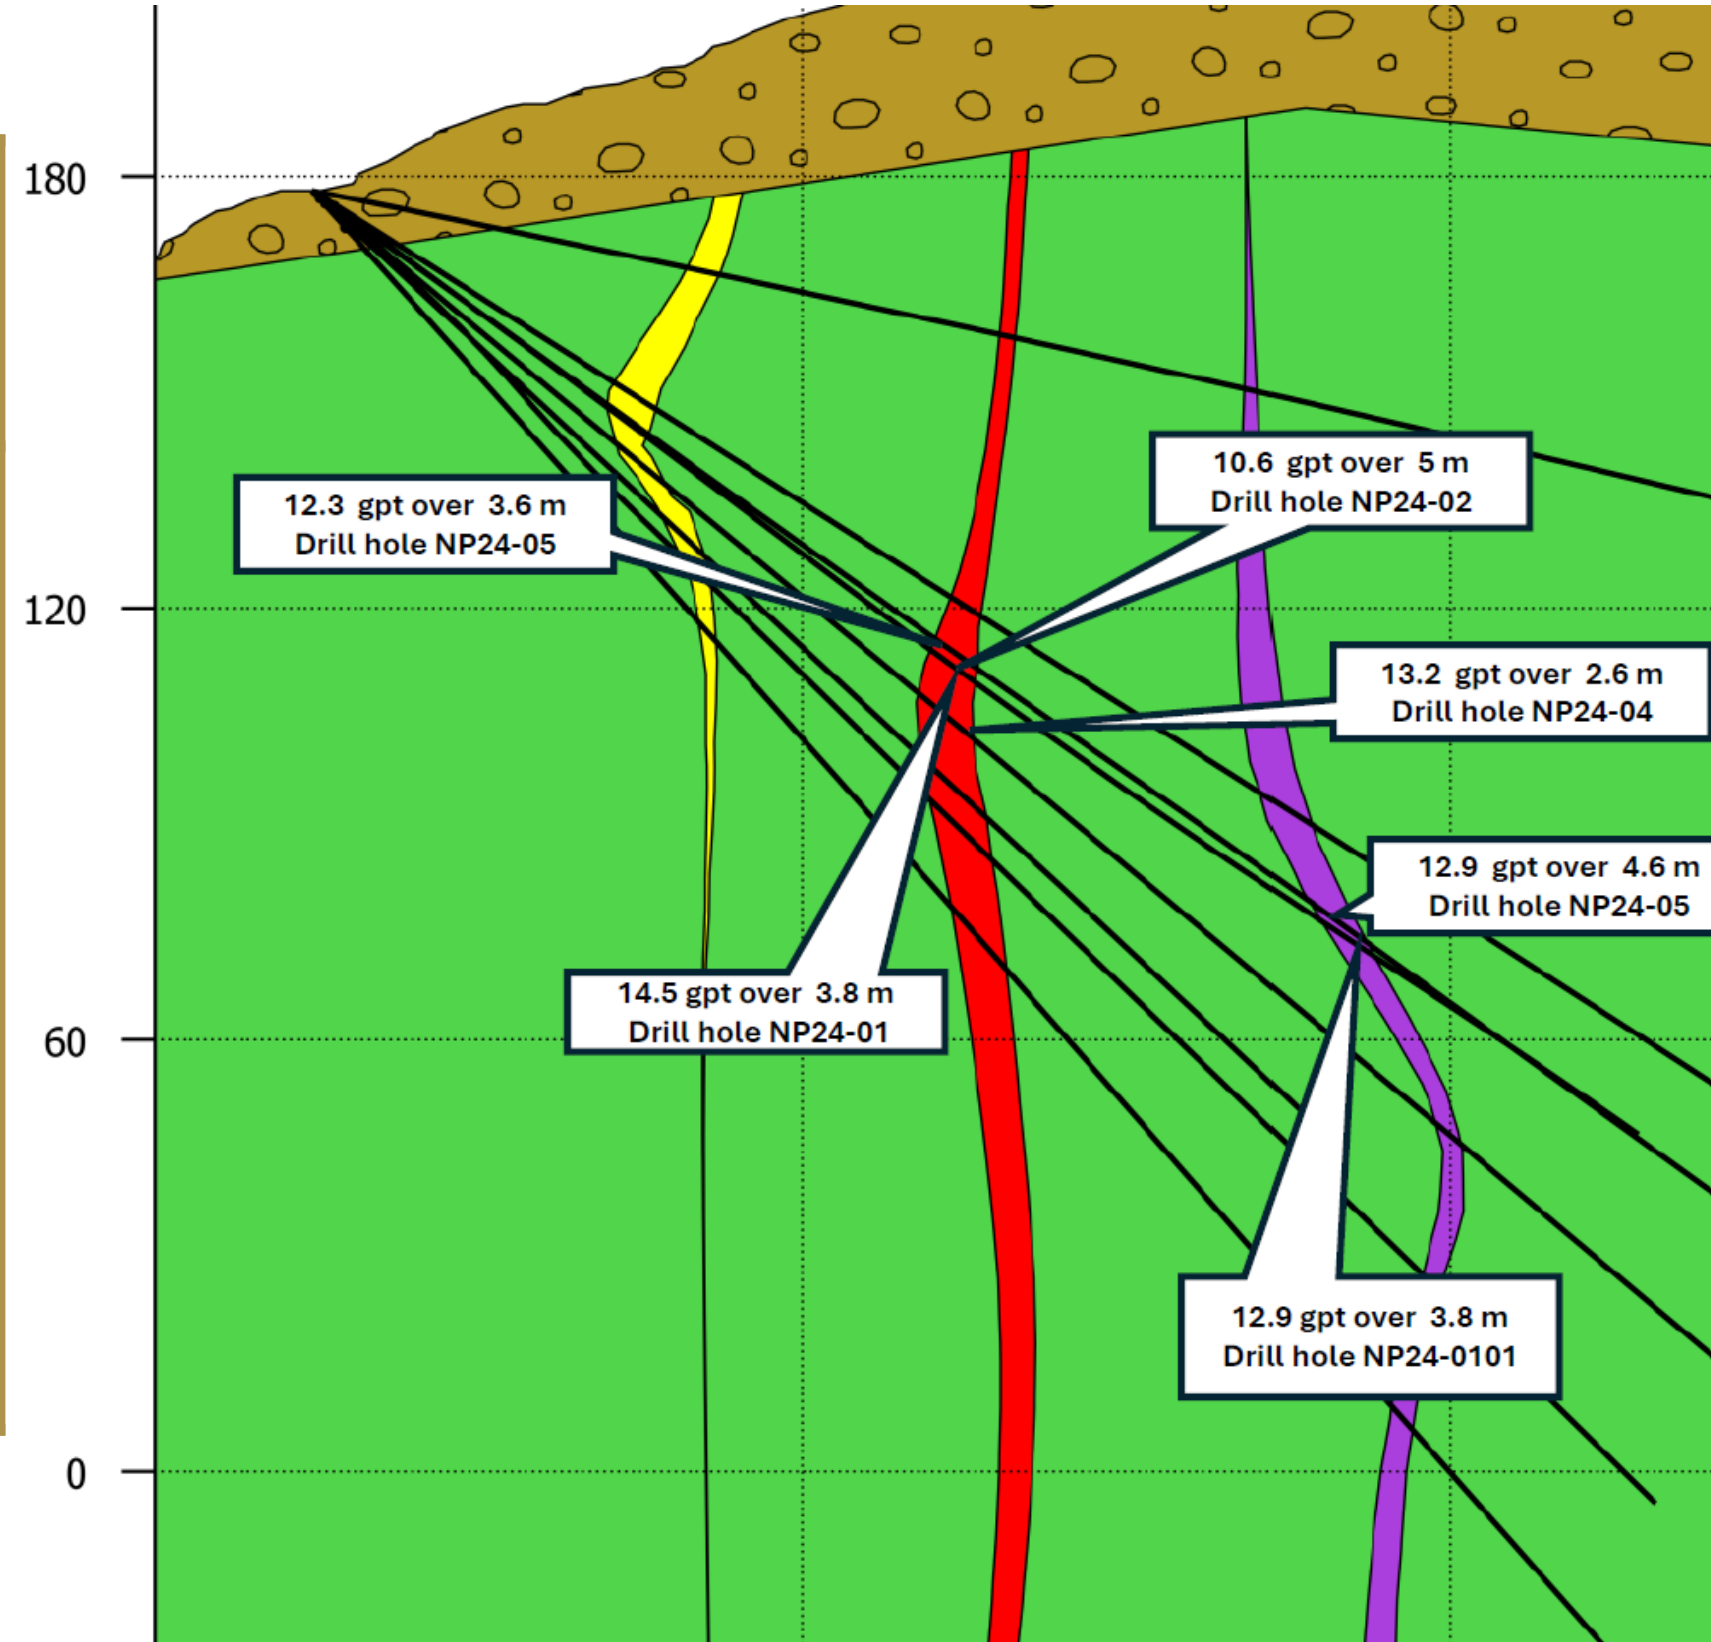 180
10.6 gpt over 5 m
Drill hole NP24-02
12.3 gpt over 3.6 m
Drill hole NP24-05
120
13.2 gpt over 2.6 m
Drill hole NP24-04
12.9 gpt over 4.6 m
Drill hole NP24-05
14.5 gpt over 3.8 m
Drill hole NP24-01
60
12.9 gpt over 3.8 m
Drill hole NP24-0101
0